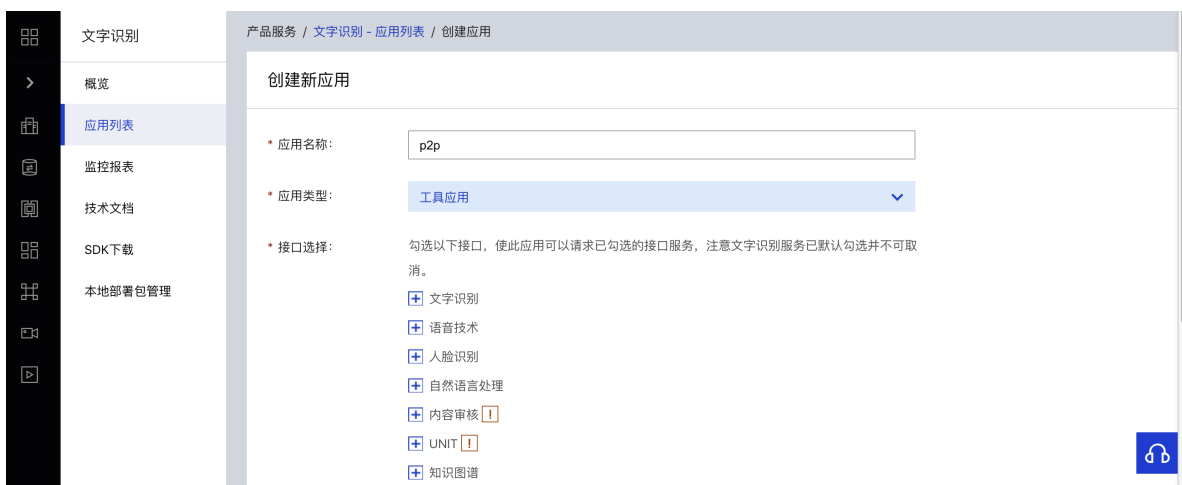 文字识别
产品服务 / 文字识别 - 应用列表 / 创建应用
概览
应用列表
监控报表
技术文档
SDK下载
本地部署包管理
创建新应用
* 应用名称：
p2p
* 应用类型：
工具应用
* 接口选择：
勾选以下接口，使此应用可以请求已勾选的接口服务，注意文字识别服务已默认勾选并不可取
消。
文字识别
语音技术
人脸识别
自然语言处理
内容审核
UNIT
知识图谱